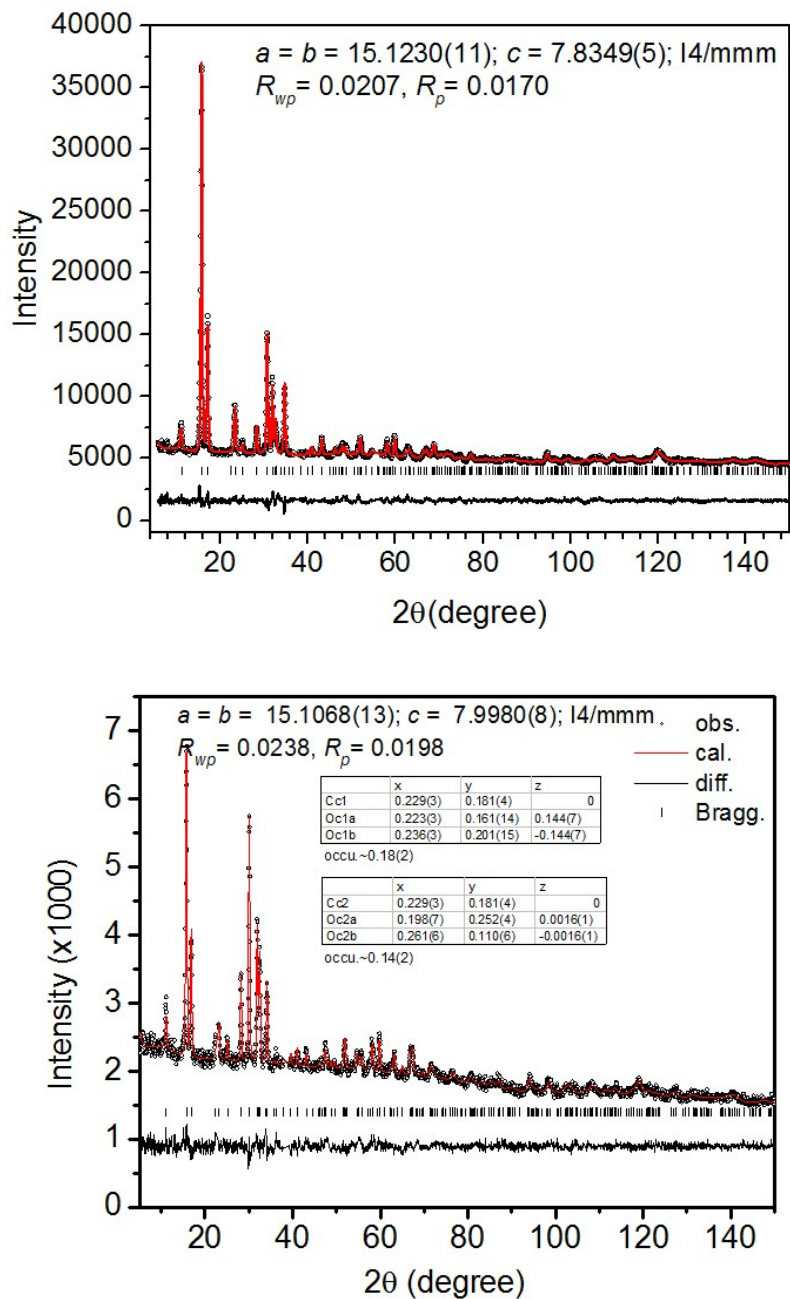 a = b = 15.1230(11); c = 7.8349(5); I4/mmm
Rwp= 0.0207, Rp= 0.0170
Intensity
40000
35000
30000
25000
20000
15000
10000
5000
0
20 40 60 80 100 120 140
2θ(degree)
a = b = 15.1068(13); c = 7.9980(8); I4/mmm
Rwp= 0.0238, Rp= 0.0198
obs.
cal.
diff.
Bragg.
x y z
Cc1 0.229(3) 0.181(4) 0
Oc1a 0.223(3) 0.161(14) 0.144(7)
Oc1b 0.236(3) 0.201(15) -0.144(7)
occu.~0.18(2)
x y z
Cc2 0.229(3) 0.181(4) 0
Oc2a 0.198(7) 0.252(4) 0.0016(1)
Oc2b 0.261(6) 0.110(6) -0.0016(1)
occu.~0.14(2)
Intensity (x1000)
7
6
5
4
3
2
1
0
20 40 60 80 100 120 140
2θ (degree)